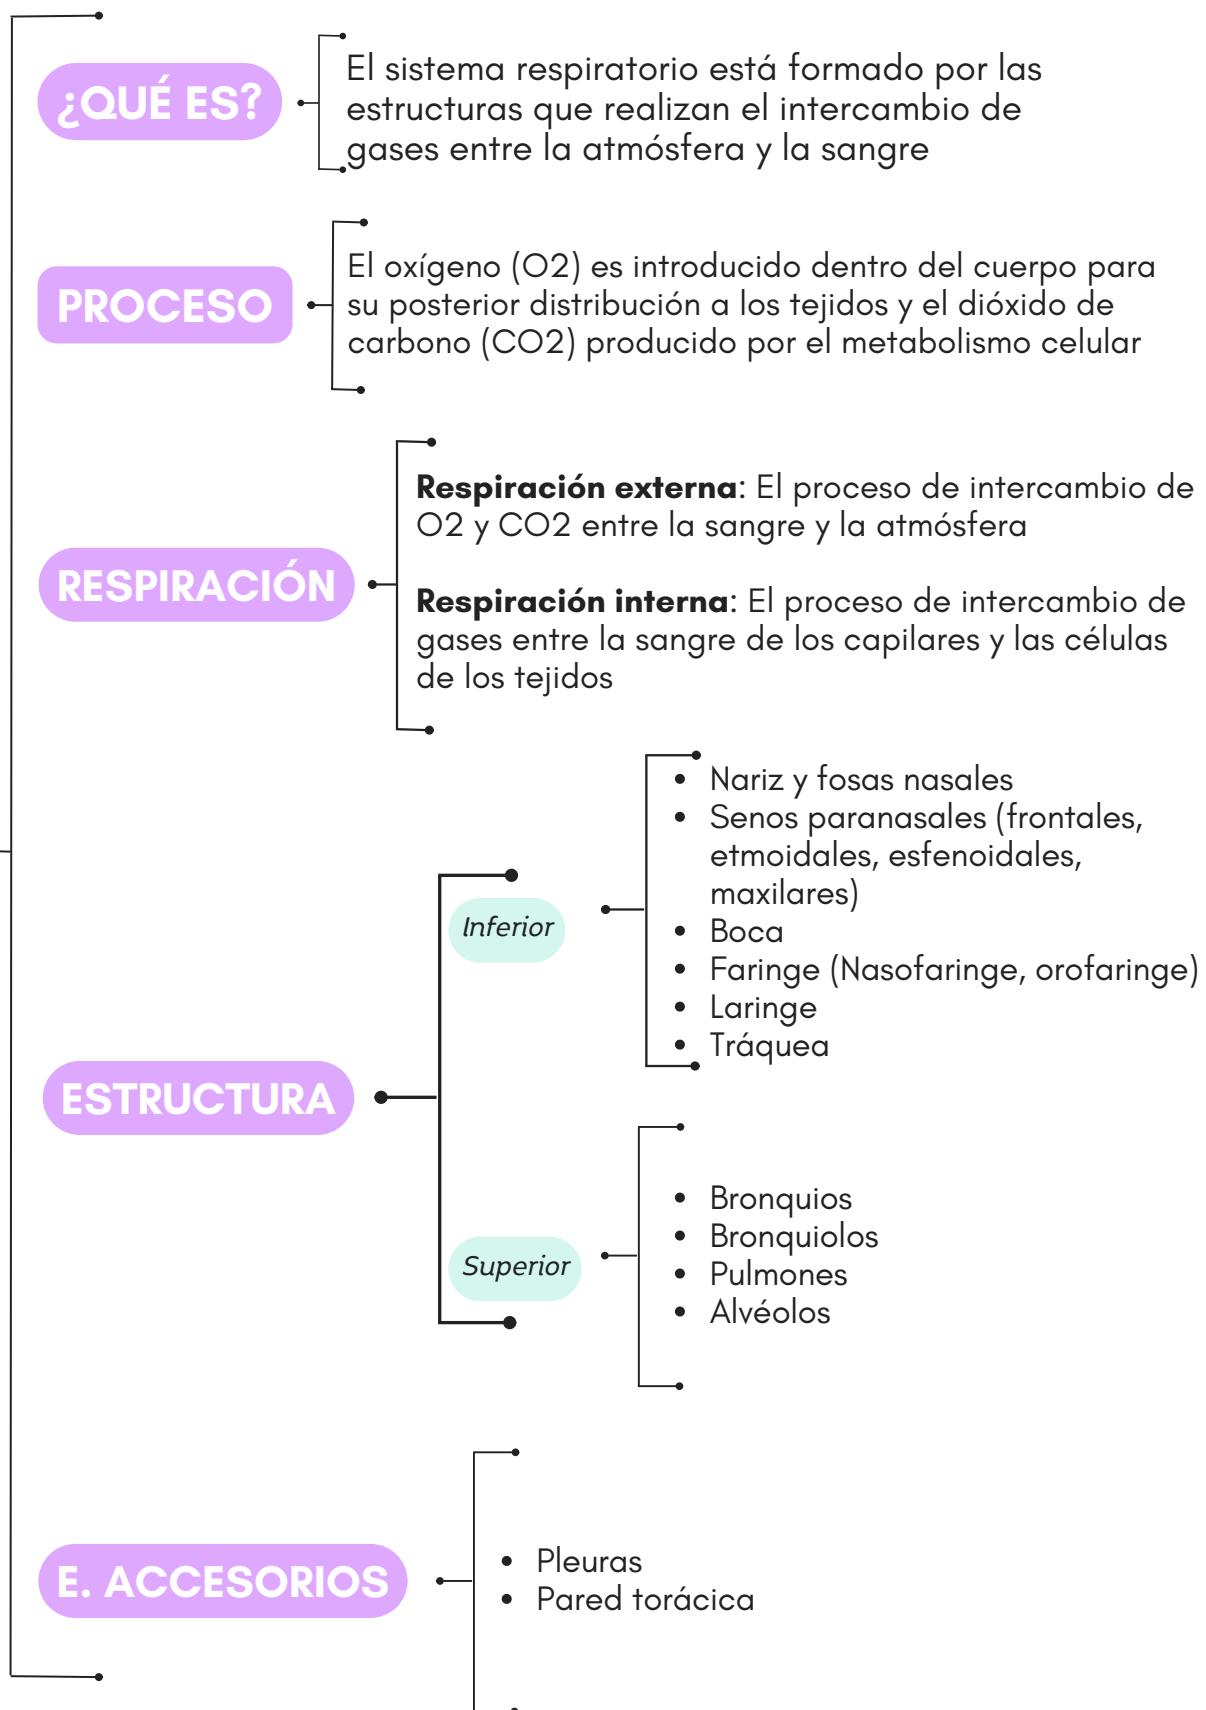 ¿QUÉ ES?
El sistema respiratorio está formado por las
estructuras que realizan el intercambio de
gases entre la atmósfera y la sangre
PROCESO
El oxígeno (O2) es introducido dentro del cuerpo para
su posterior distribución a los tejidos y el dióxido de
carbono (CO2) producido por el metabolismo celular
RESPIRACIÓN
Respiración externa: El proceso de intercambio de
O2 y CO2 entre la sangre y la atmósfera
Respiración interna: El proceso de intercambio de
gases entre la sangre de los capilares y las células
de los tejidos
ESTRUCTURA
Inferior
• Nariz y fosas nasales
• Senos paranasales (frontales,
etmoidales, esfenoidales,
maxilares)
• Boca
• Faringe (Nasofaringe, orofaringe)
• Laringe
• Tráquea
Superior
• Bronquios
• Bronquiolos
• Pulmones
• Alvéolos
E. ACCESORIOS
• Pleuras
• Pared torácica